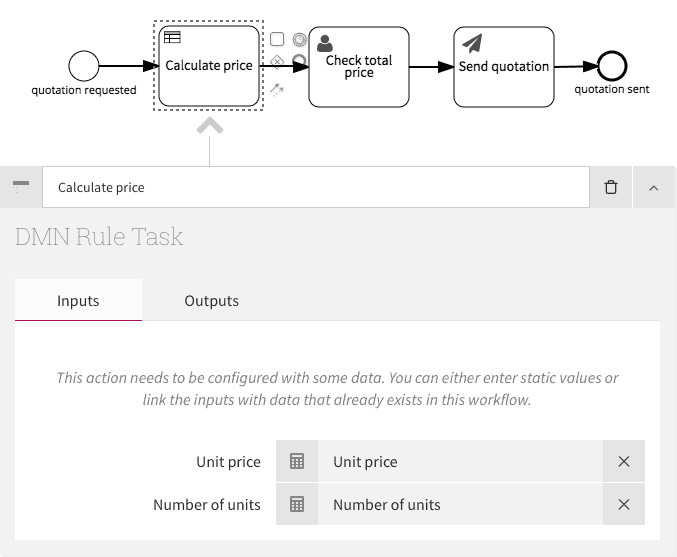 Calculate price
Check total
price
Send quotation
quotation requested
quotation sent
Calculate price
DMN Rule Task
Inputs
Outputs
This action needs to be configured with some data. You can either enter static values or
link the inputs with data that already exists in this workflow.
Unit price
Unit price
Number of units
Number of units